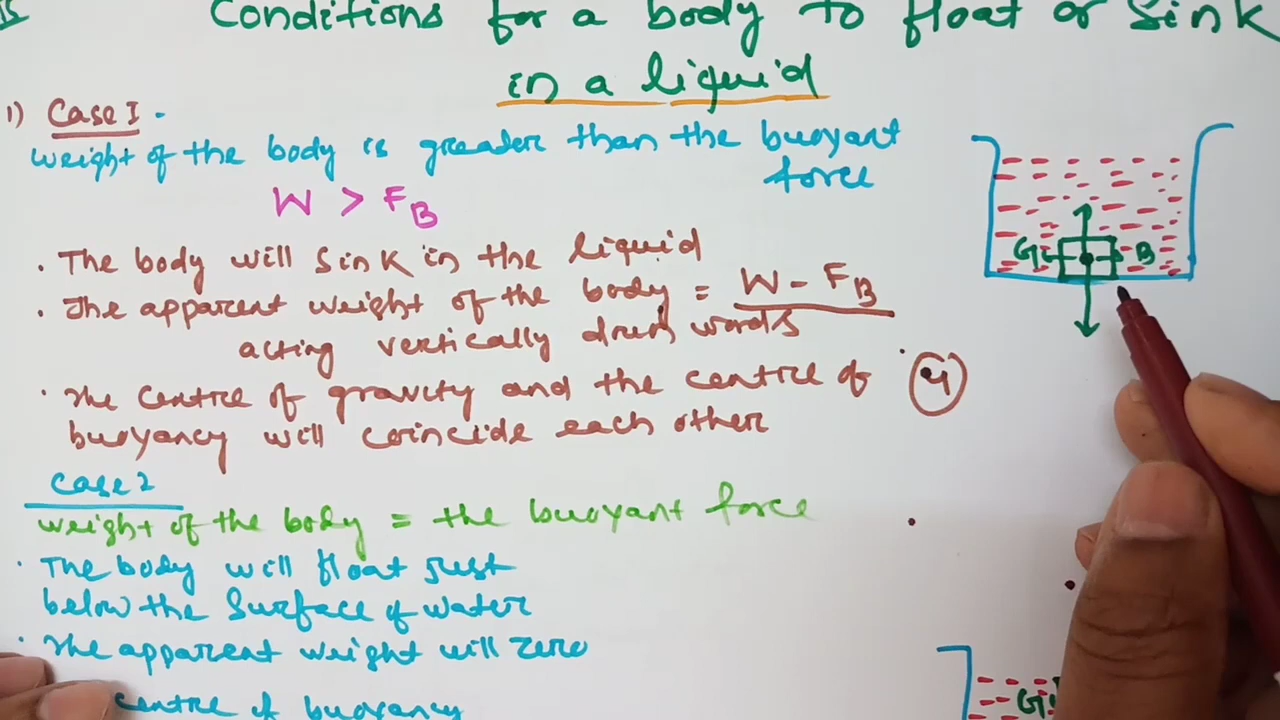 Conditions for a body to float or Sink
in a liquid
1) Case I -
weight of the body is greader than the buoyant
force
W > FB
. The body will Sink in the liquid
. The apparent weight of the body = W - FB
acting vertically down words
. The centre of gravity and the centre of
buoyancy will coincide each other
G B
Case 2
weight of the body = the buoyant force
. The body will float Just
below the Surface of water
. The apparent weight will zero
centre of buoyancy
G